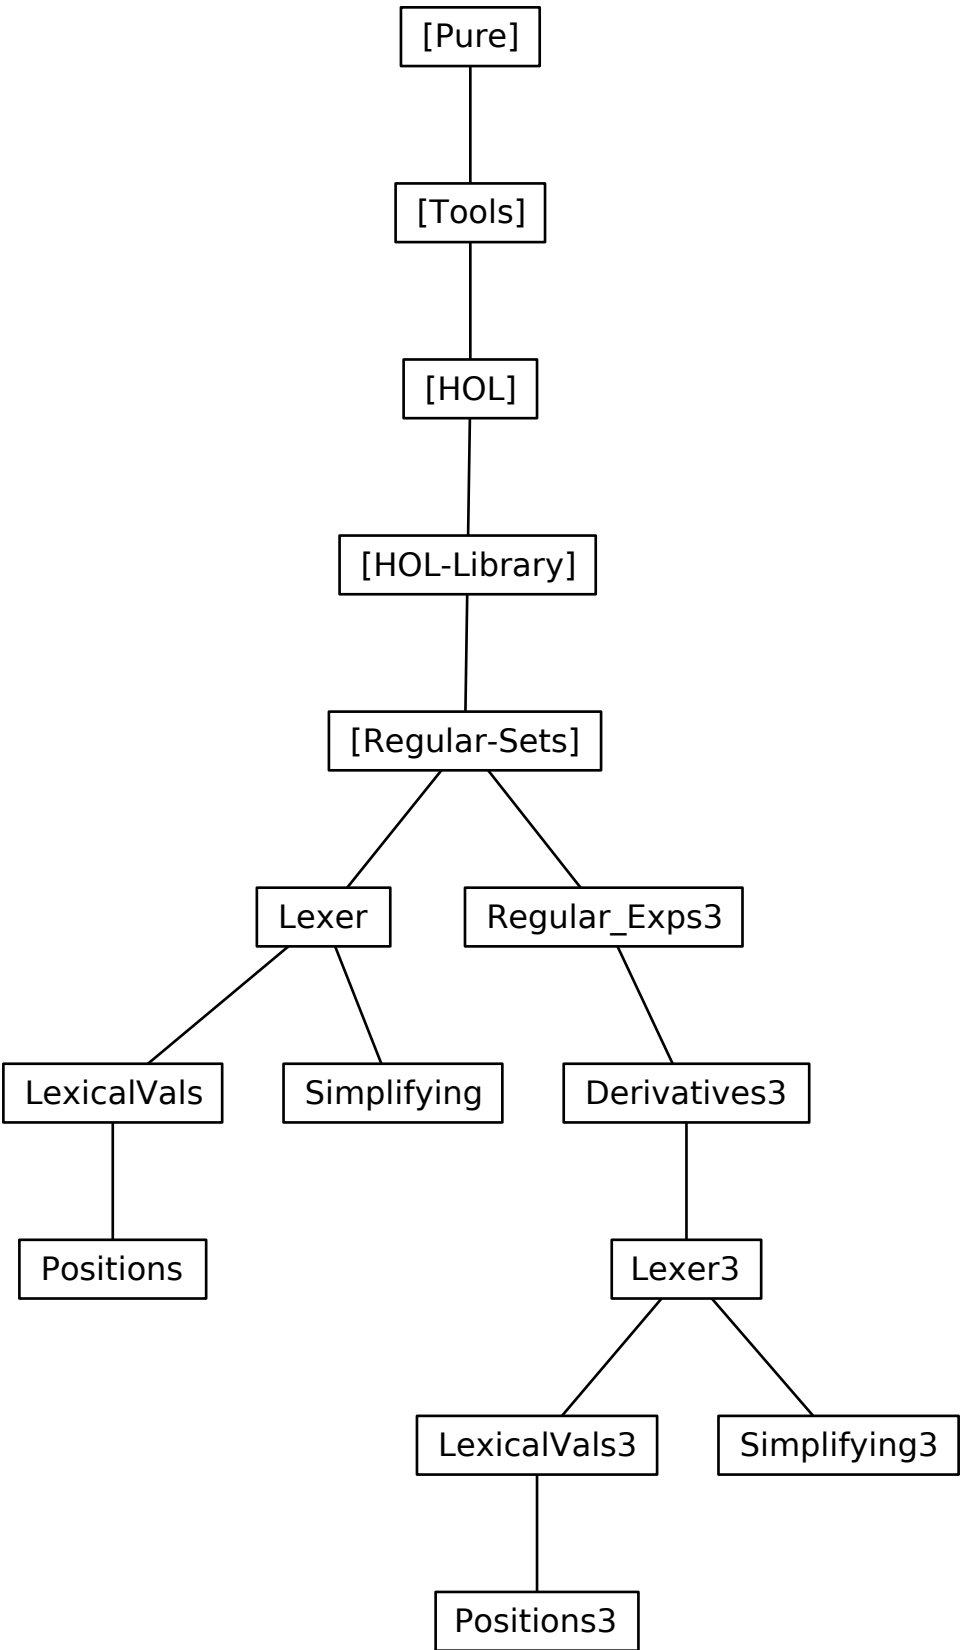 [Pure]
[Tools]
[HOL]
[HOL-Library]
[Regular-Sets]
Lexer
Regular_Exps3
LexicalVals
Simplifying
Derivatives3
Positions
Lexer3
LexicalVals3
Simplifying3
Positions3